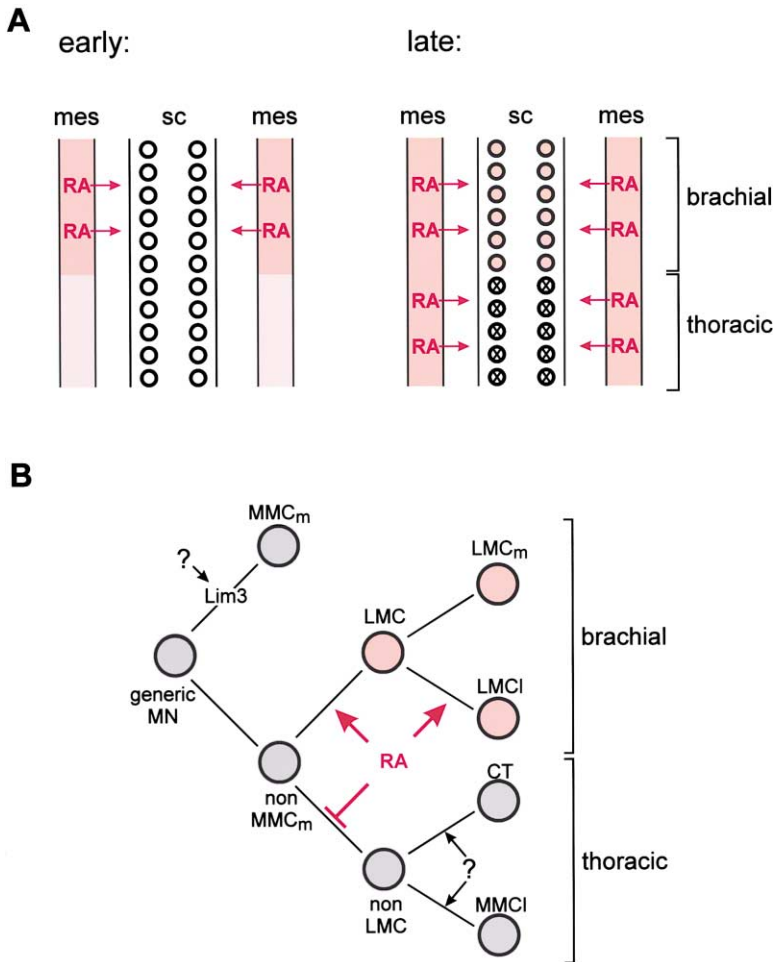 A
early:
late:
mes sc mes
mes sc mes
RA RA
RA RA
RA RA
RA RA
RA RA
RA RA
brachial
thoracic
B
MMCm
?
Lim3
generic
MN
LMC
LMCm
LMCl
brachial
RA
non
MMCm
CT
?
non
LMC
MMCl
thoracic